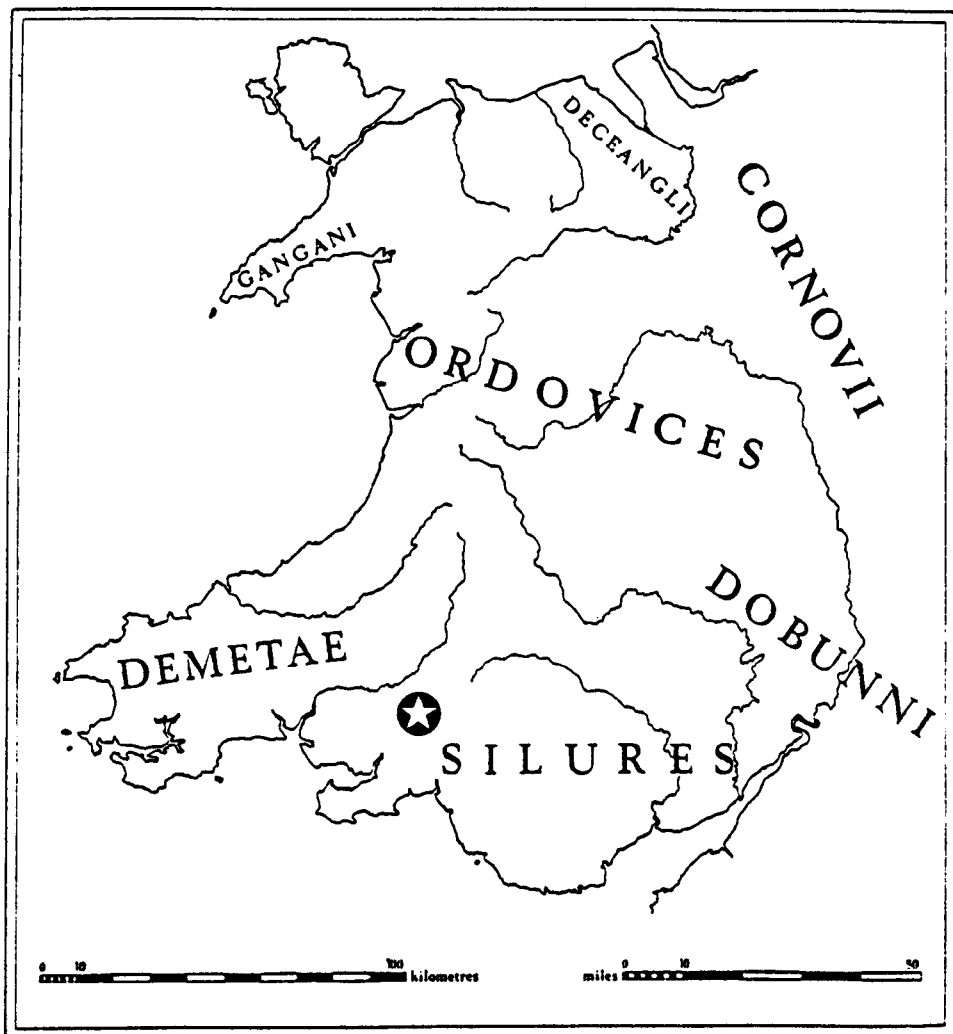 DECEANGLI
CORNOVII
GANGANI
ORDOVICES
DOBUNNI
DEMETAE
SILURES
0 10 100 kilometres
miles 0 10 50